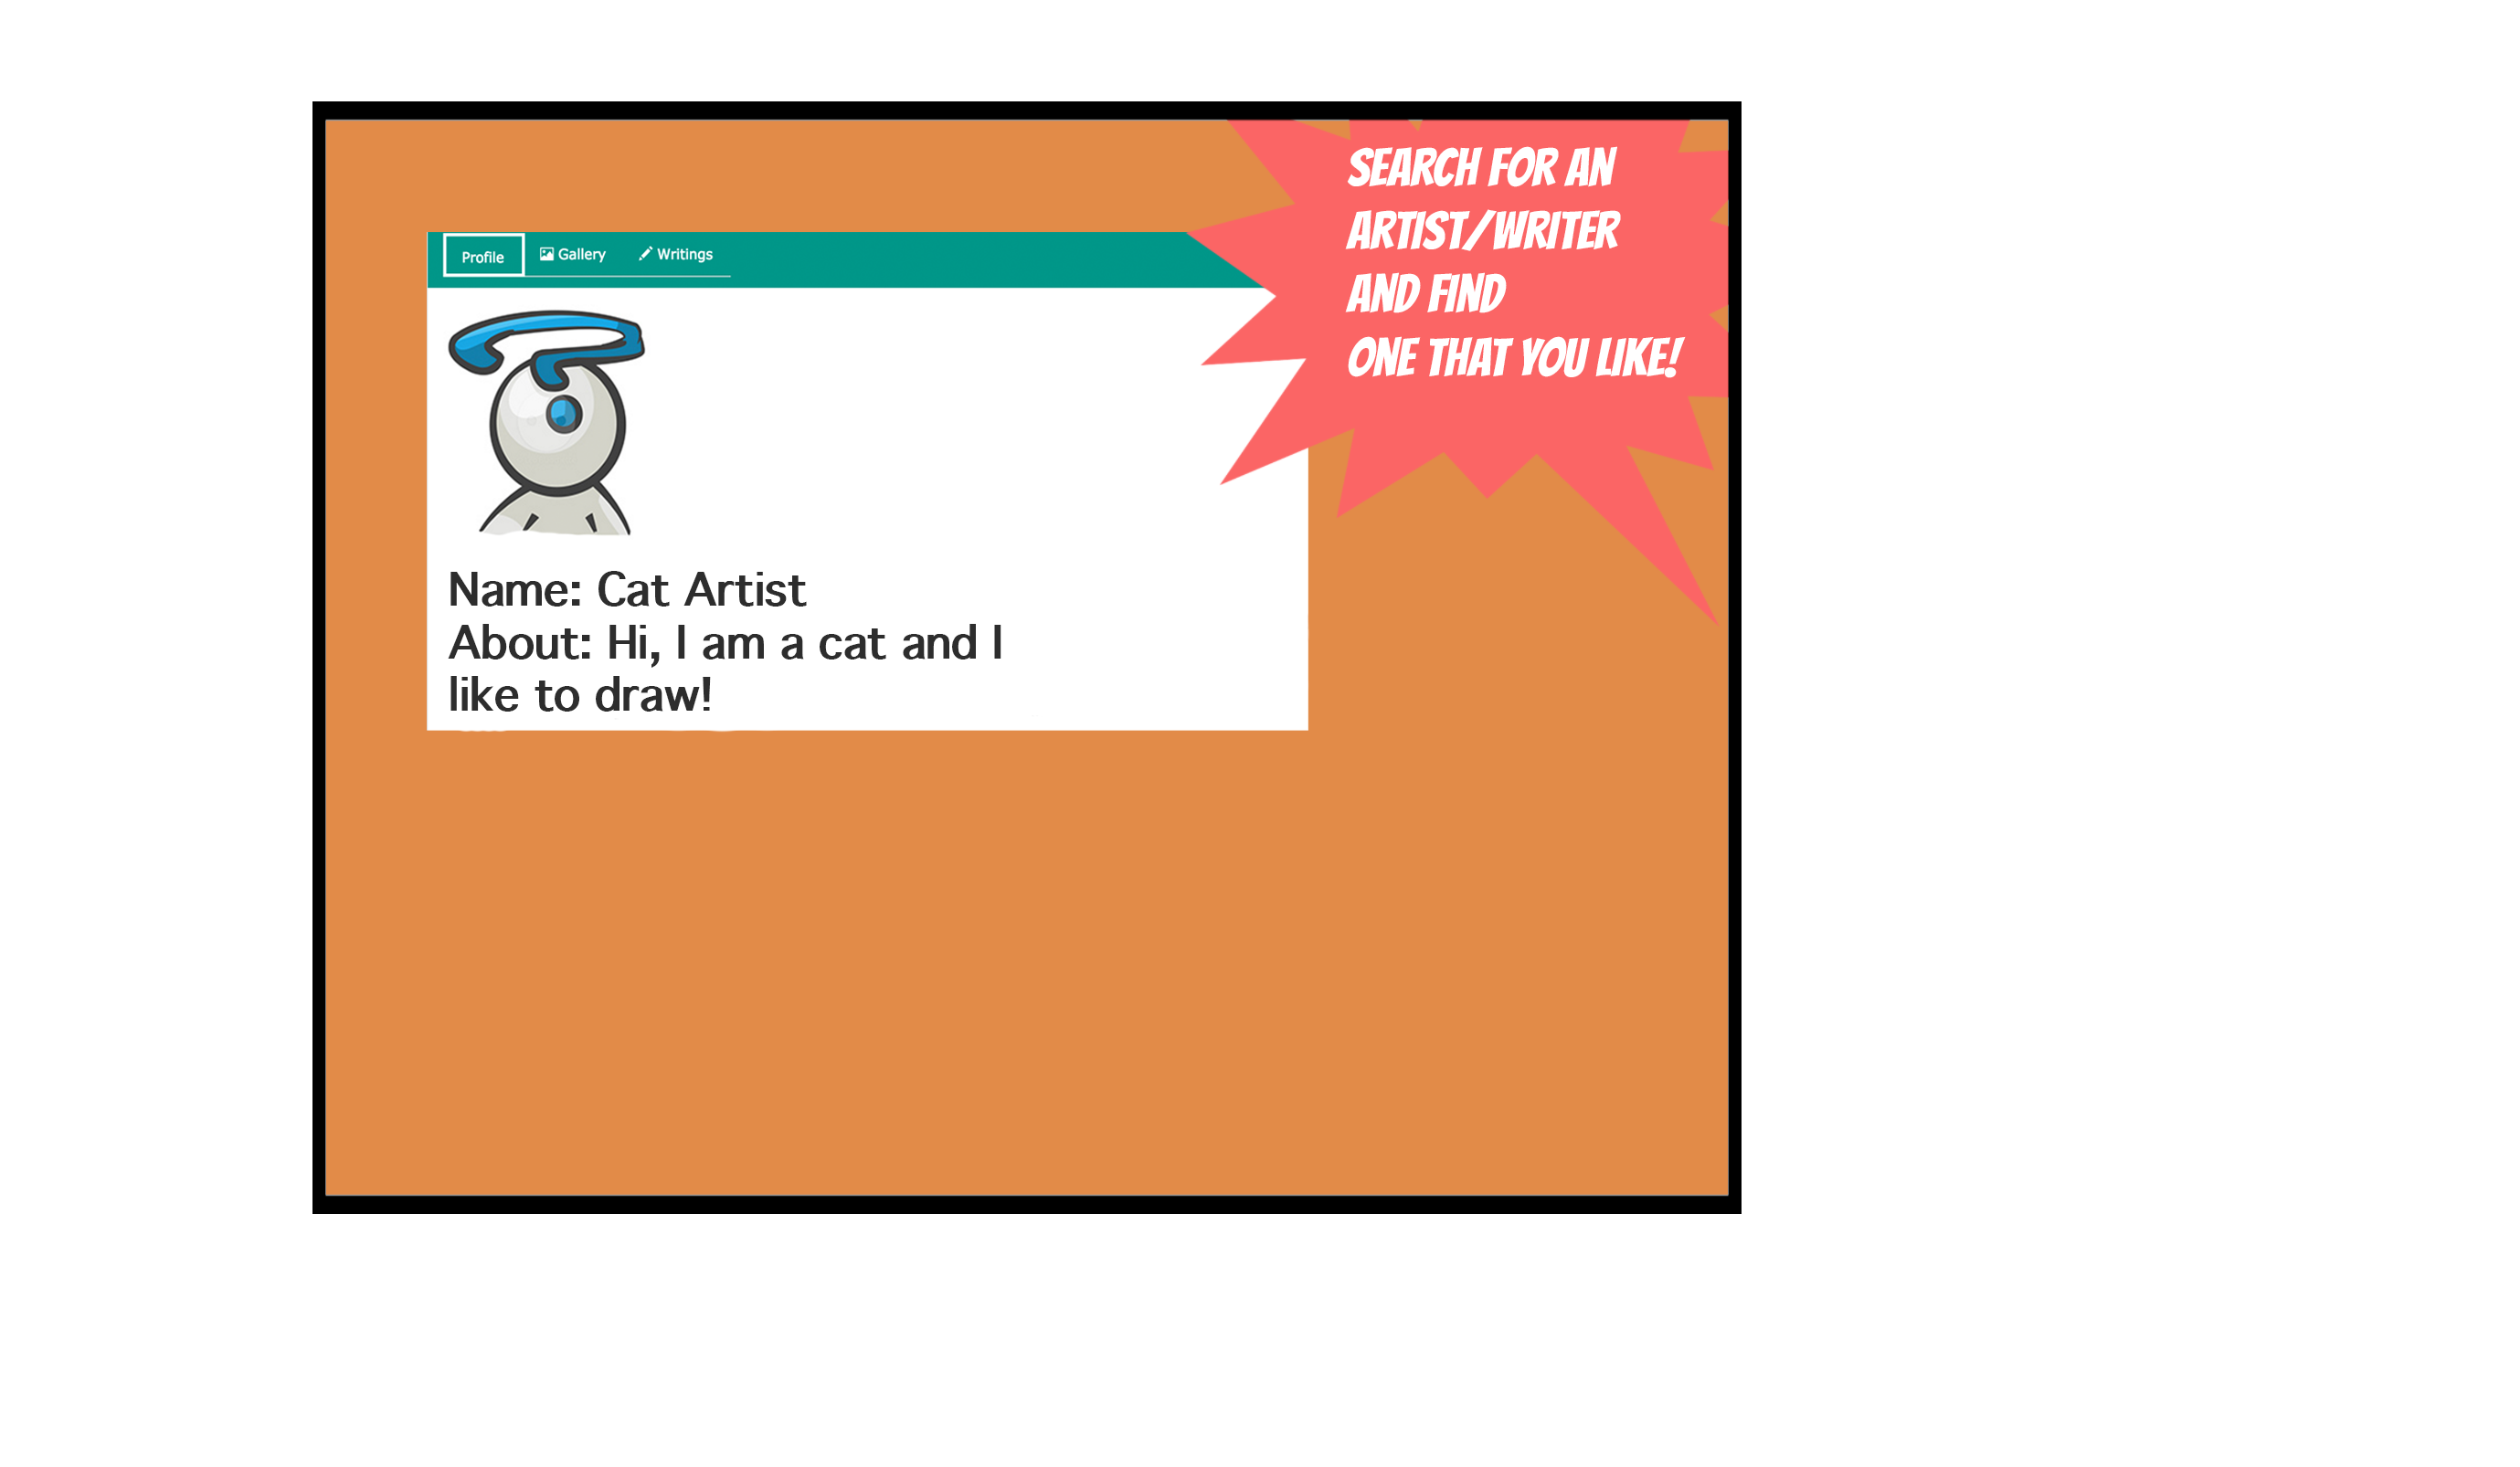 SEARCH FOR AN
ARTIST/WRITER
AND FIND
ONE THAT YOU LIKE!
Profile Gallery Writings
Name: Cat Artist
About: Hi, I am a cat and I
like to draw!